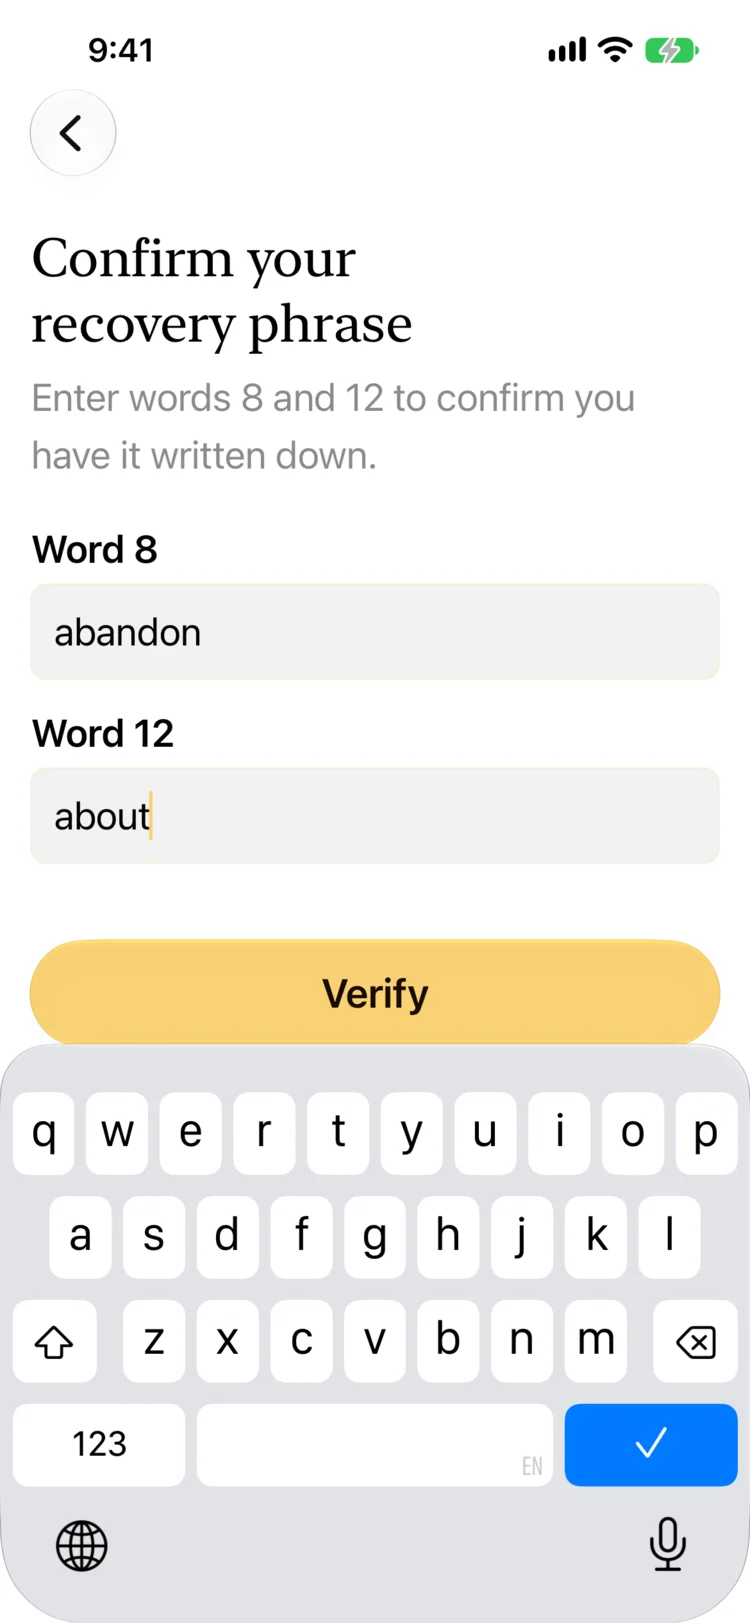 9:41
Confirm your
recovery phrase
Enter words 8 and 12 to confirm you
have it written down.
Word 8
abandon
Word 12
about
Verify
q w e r t y u i o p
a s d f g h j k l
z x c v b n m
123 EN